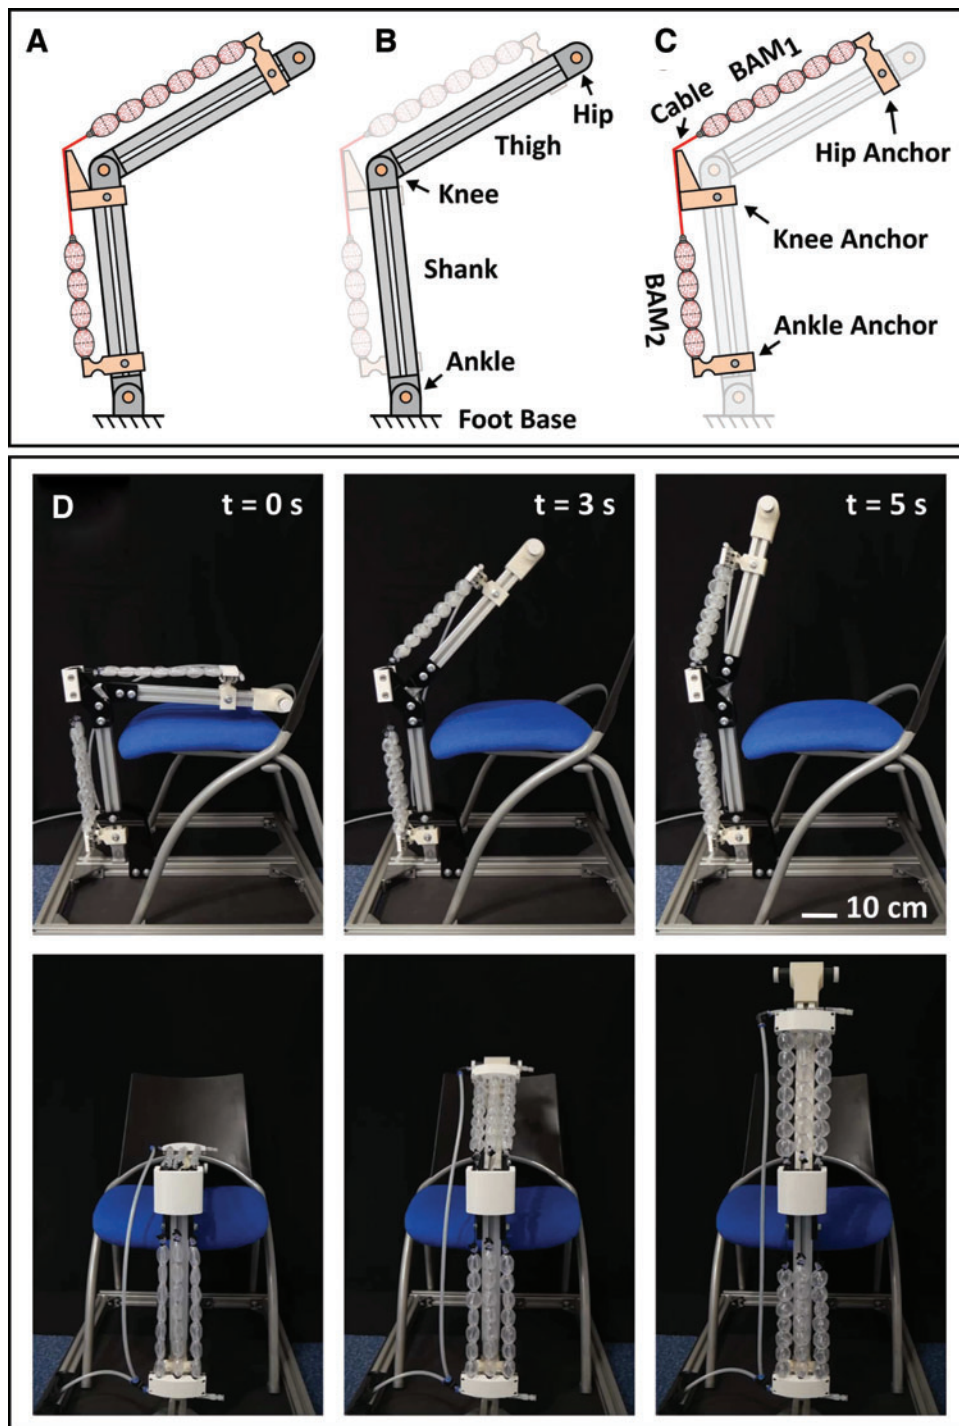 A
B
C
Hip
Thigh
Knee
Shank
Ankle
Foot Base
Cable
BAM1
Hip Anchor
Knee Anchor
BAM2
Ankle Anchor
D
t = 0 s
t = 3 s
t = 5 s
10 cm